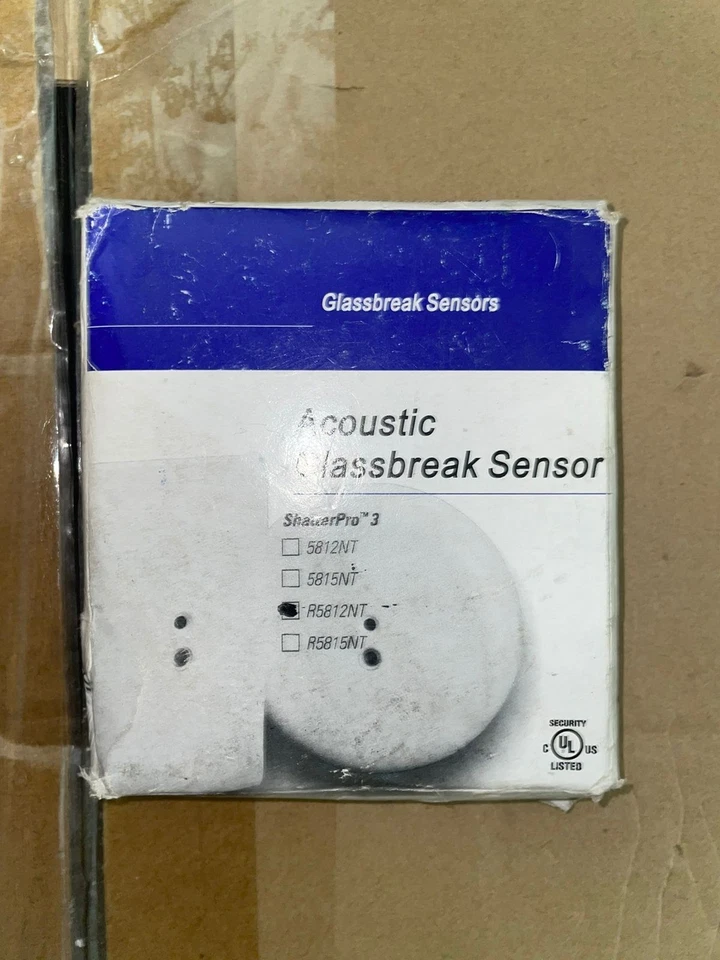 Glassbreak Sensors
Acoustic
Glassbreak Sensor
ShatterPro™ 3
5812NT
5815NT
R5812NT
R5815NT
SECURITY
C UL US
LISTED